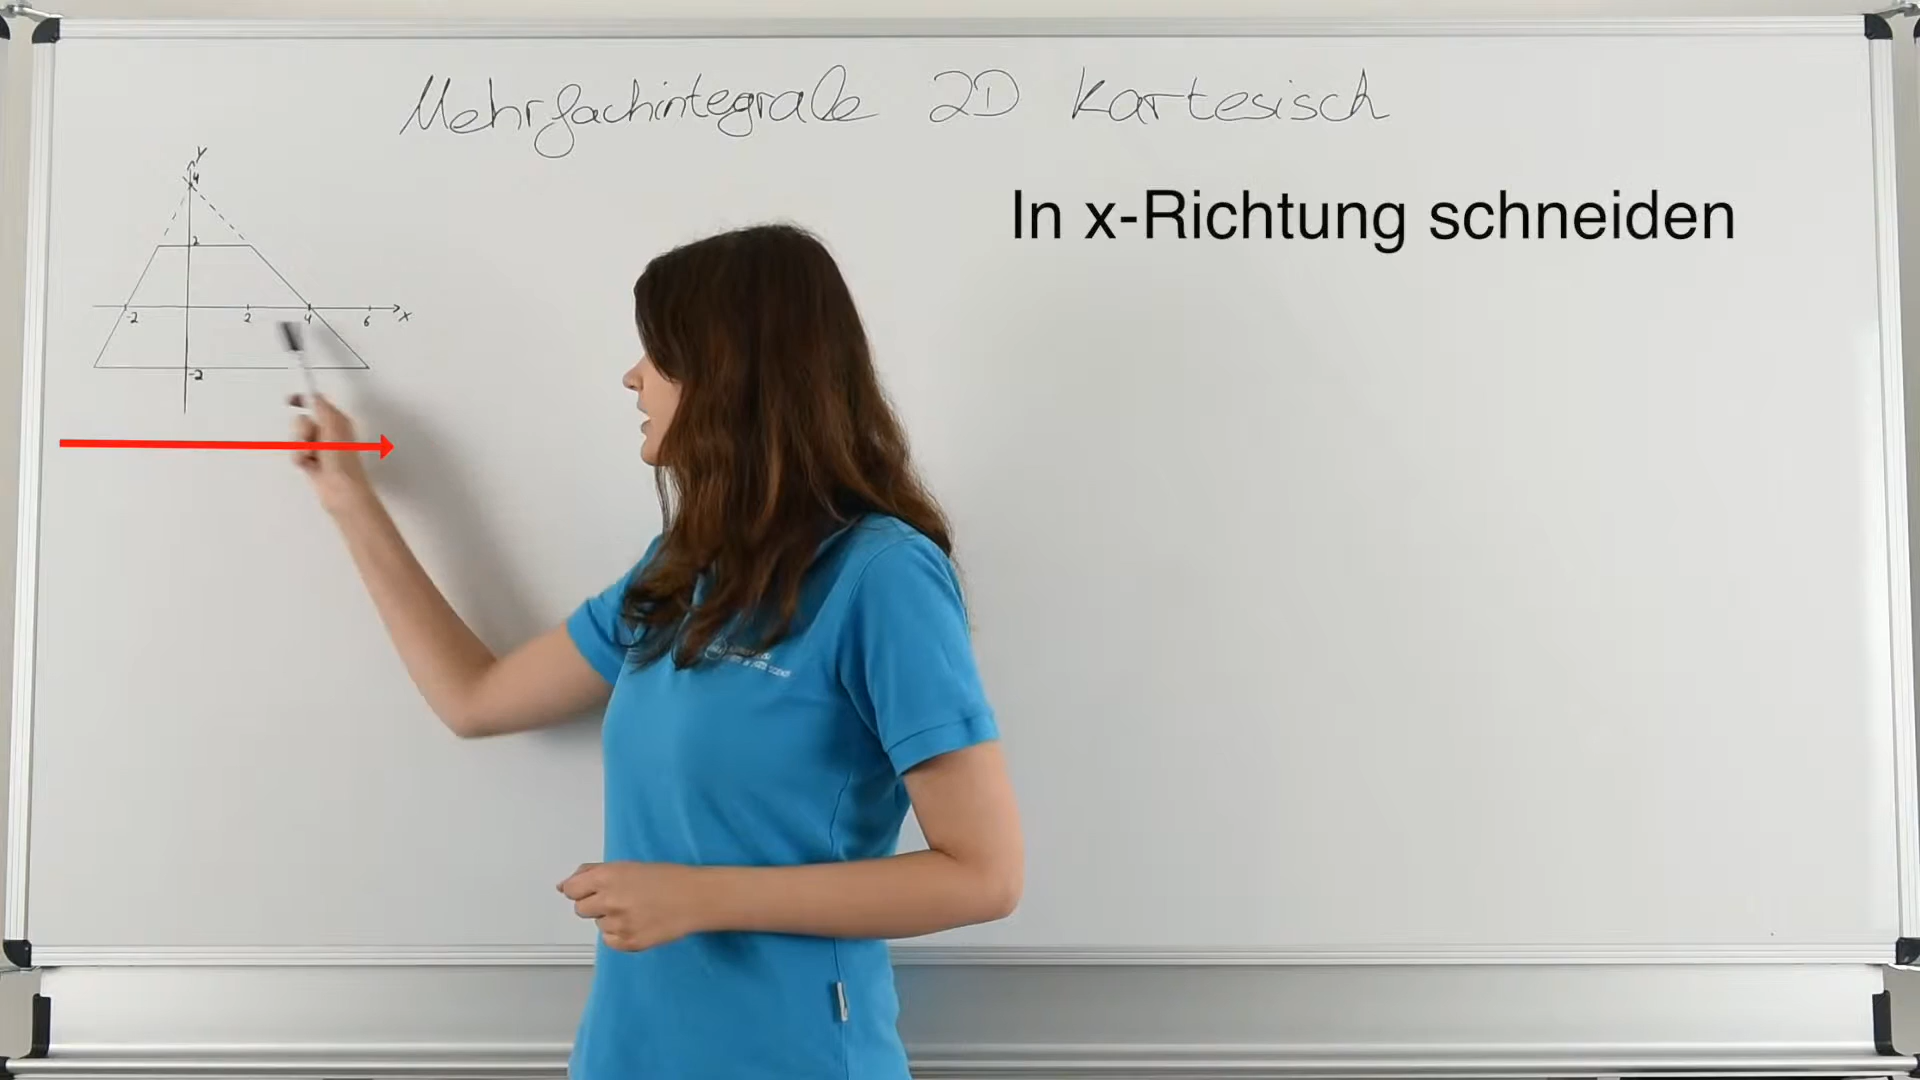 Mehrfachintegrale 2D Kartesisch
In x-Richtung schneiden
y
4
2
-2 2 4 6 x
-2